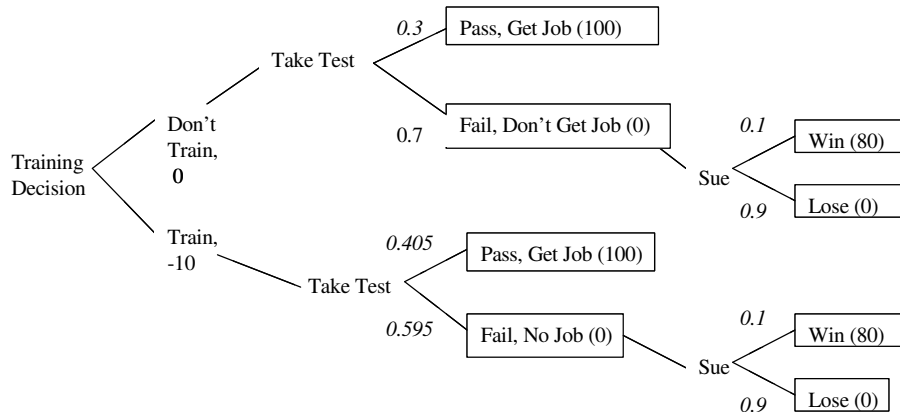 0.3
Pass, Get Job (100)
Take Test
Don't
Train,
0
0.7
Fail, Don't Get Job (0)
0.1
Win (80)
Sue
0.9
Lose (0)
Training
Decision
Train,
-10
0.405
Pass, Get Job (100)
Take Test
0.595
Fail, No Job (0)
0.1
Win (80)
Sue
0.9
Lose (0)